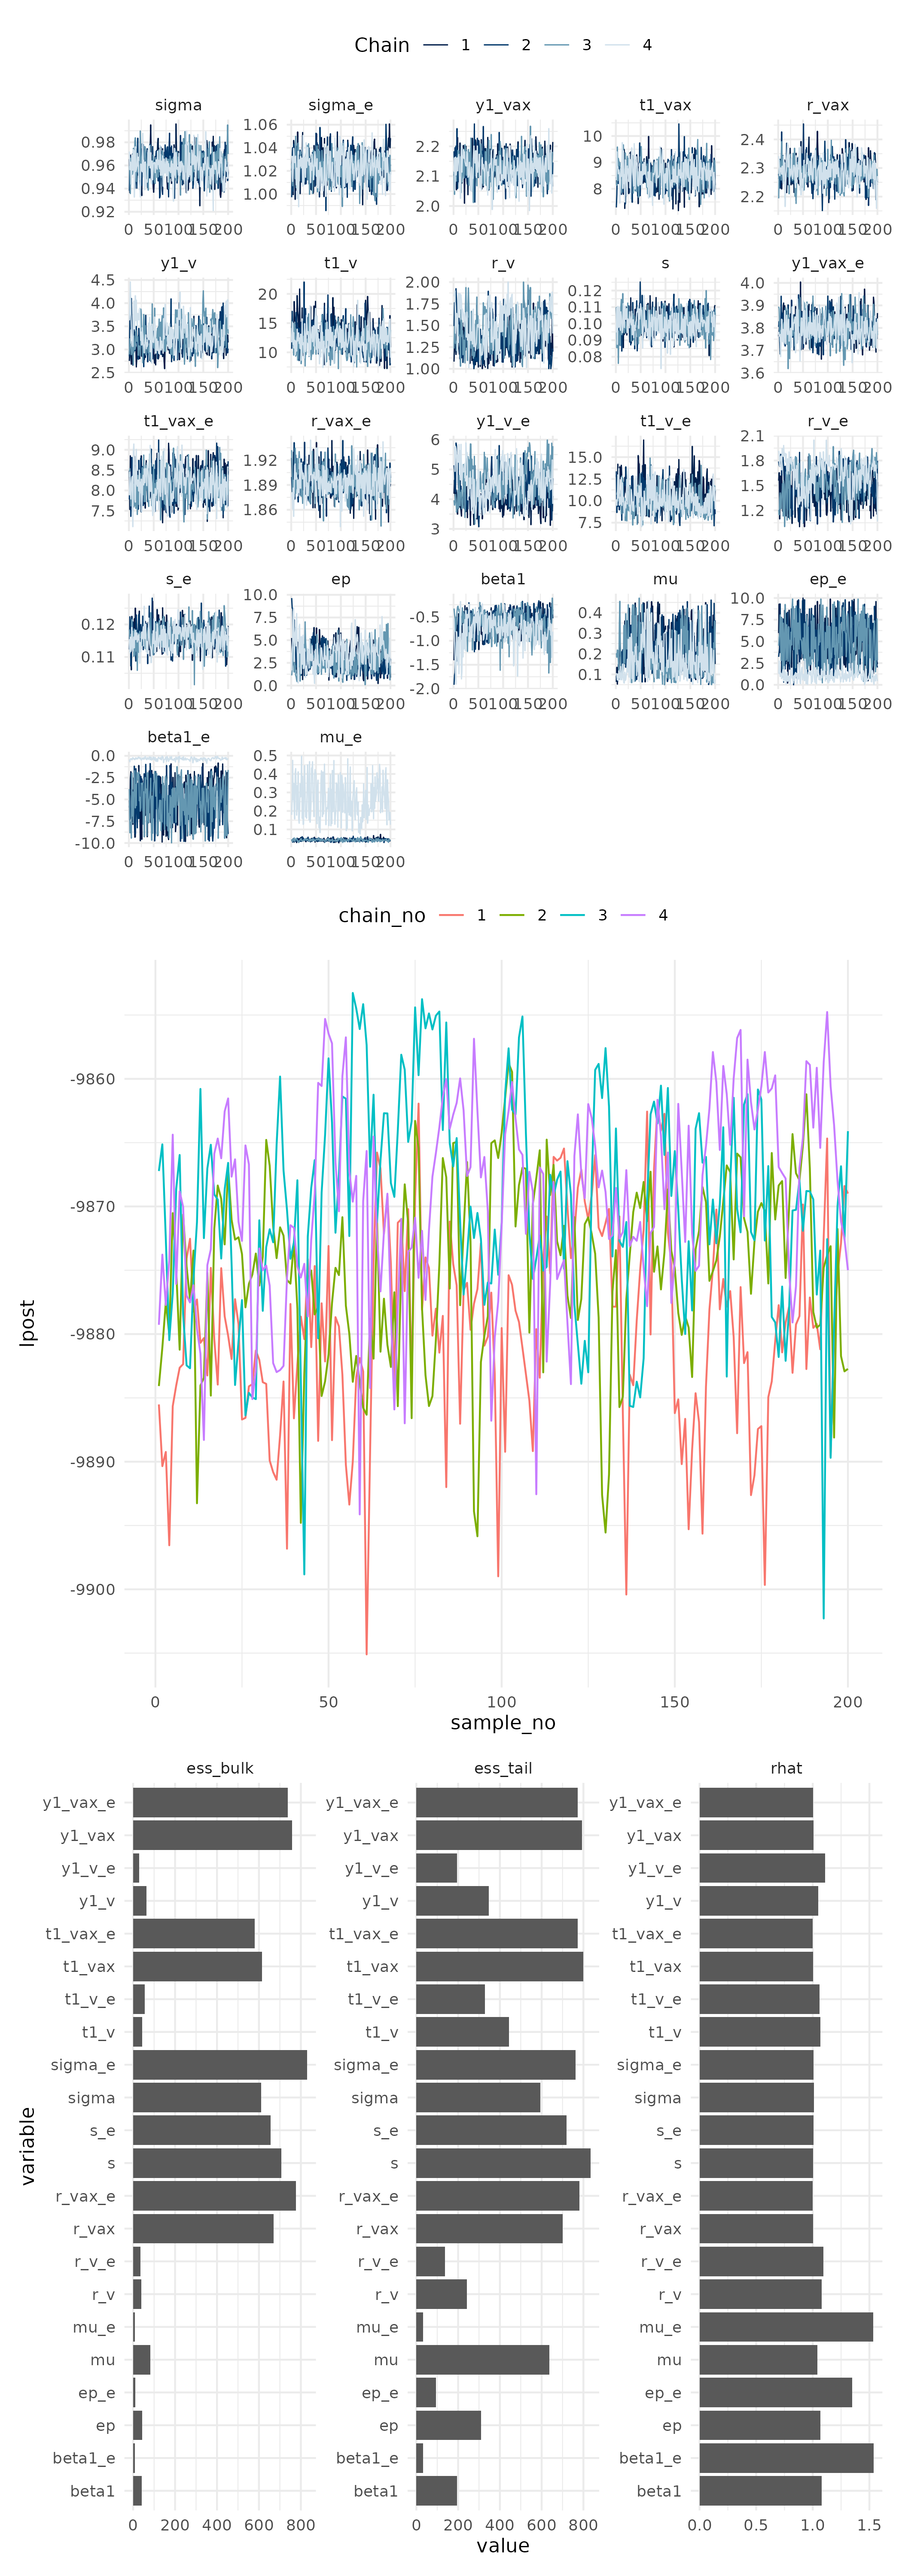 Chain 1 2 3 4
sigma sigma_e y1_vax t1_vax r_vax
0.98 0.96 0.94 0.92
1.06 1.04 1.02 1.00
2.2 2.1 2.0
10 9 8
2.4 2.3 2.2
0 50100150200 0 50100150200 0 50100150200 0 50100150200 0 50100150200
y1_v t1_v r_v s y1_vax_e
4.5 4.0 3.5 3.0 2.5
20 15 10
2.00 1.75 1.50 1.25 1.00
0.12 0.11 0.10 0.09 0.08
4.0 3.9 3.8 3.7 3.6
0 50100150200 0 50100150200 0 50100150200 0 50100150200 0 50100150200
t1_vax_e r_vax_e y1_v_e t1_v_e r_v_e
9.0 8.5 8.0 7.5
1.92 1.89 1.86
6 5 4 3
15.0 12.5 10.0 7.5
2.1 1.8 1.5 1.2
0 50100150200 0 50100150200 0 50100150200 0 50100150200 0 50100150200
s_e ep beta1 mu ep_e
0.12 0.11
10.0 7.5 5.0 2.5 0.0
-0.5 -1.0 -1.5 -2.0
0.4 0.3 0.2 0.1
10.0 7.5 5.0 2.5 0.0
0 50100150200 0 50100150200 0 50100150200 0 50100150200 0 50100150200
beta1_e mu_e
0.0 -2.5 -5.0 -7.5 -10.0
0.5 0.4 0.3 0.2 0.1
0 50100150200 0 50100150200
chain_no 1 2 3 4
lpost
-9860
-9870
-9880
-9890
-9900
0 50 100 150 200
sample_no
ess_bulk ess_tail rhat
variable
y1_vax_e y1_vax_e y1_vax_e
y1_vax y1_vax y1_vax
y1_v_e y1_v_e y1_v_e
y1_v y1_v y1_v
t1_vax_e t1_vax_e t1_vax_e
t1_vax t1_vax t1_vax
t1_v_e t1_v_e t1_v_e
t1_v t1_v t1_v
sigma_e sigma_e sigma_e
sigma sigma sigma
s_e s_e s_e
s s s
r_vax_e r_vax_e r_vax_e
r_vax r_vax r_vax
r_v_e r_v_e r_v_e
r_v r_v r_v
mu_e mu_e mu_e
mu mu mu
ep_e ep_e ep_e
ep ep ep
beta1_e beta1_e beta1_e
beta1 beta1 beta1
0 200 400 600 800 0 200 400 600 800 0.0 0.5 1.0 1.5
value